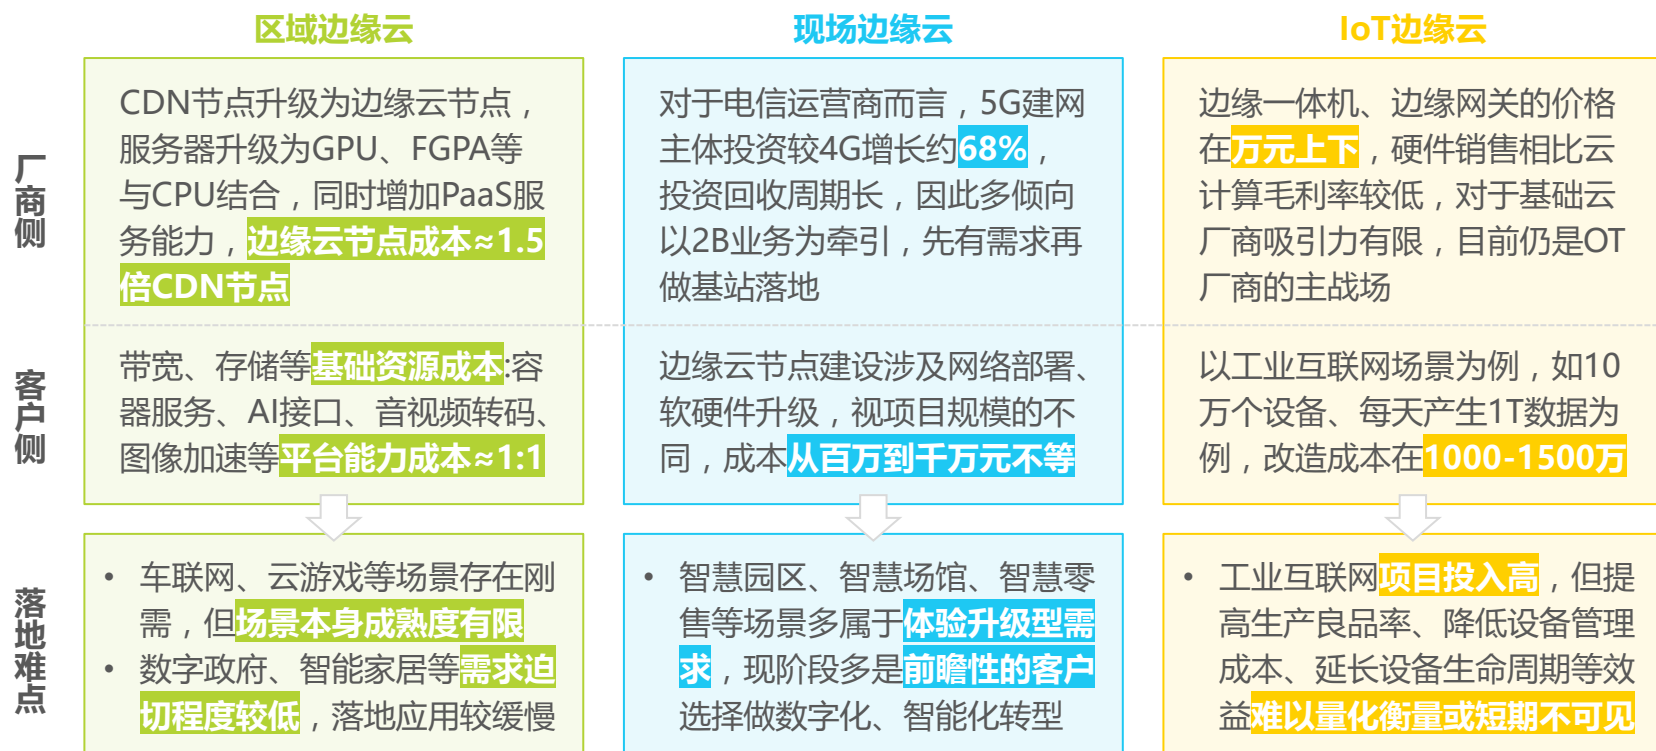 区域边缘云
现场边缘云
IoT边缘云
厂商侧
CDN节点升级为边缘云节点，
服务器升级为GPU、FGPA等
与CPU结合，同时增加PaaS服
务能力，边缘云节点成本≈1.5
倍CDN节点
对于电信运营商而言，5G建网
主体投资较4G增长约68%，
投资回收周期长，因此多倾向
以2B业务为牵引，先有需求再
做基站落地
边缘一体机、边缘网关的价格
在万元上下，硬件销售相比云
计算毛利率较低，对于基础云
厂商吸引力有限，目前仍是OT
厂商的主战场
客户侧
带宽、存储等基础资源成本:容
器服务、AI接口、音视频转码、
图像加速等平台能力成本≈1:1
边缘云节点建设涉及网络部署、
软硬件升级，视项目规模的不
同，成本从百万到千万元不等
以工业互联网场景为例，如10
万个设备、每天产生1T数据为
例，改造成本在1000-1500万
落地难点
• 车联网、云游戏等场景存在刚
需，但场景本身成熟度有限
• 数字政府、智能家居等需求迫
切程度较低，落地应用较缓慢
• 智慧园区、智慧场馆、智慧零
售等场景多属于体验升级型需
求，现阶段多是前瞻性的客户
选择做数字化、智能化转型
• 工业互联网项目投入高，但提
高生产良品率、降低设备管理
成本、延长设备生命周期等效
益难以量化衡量或短期不可见